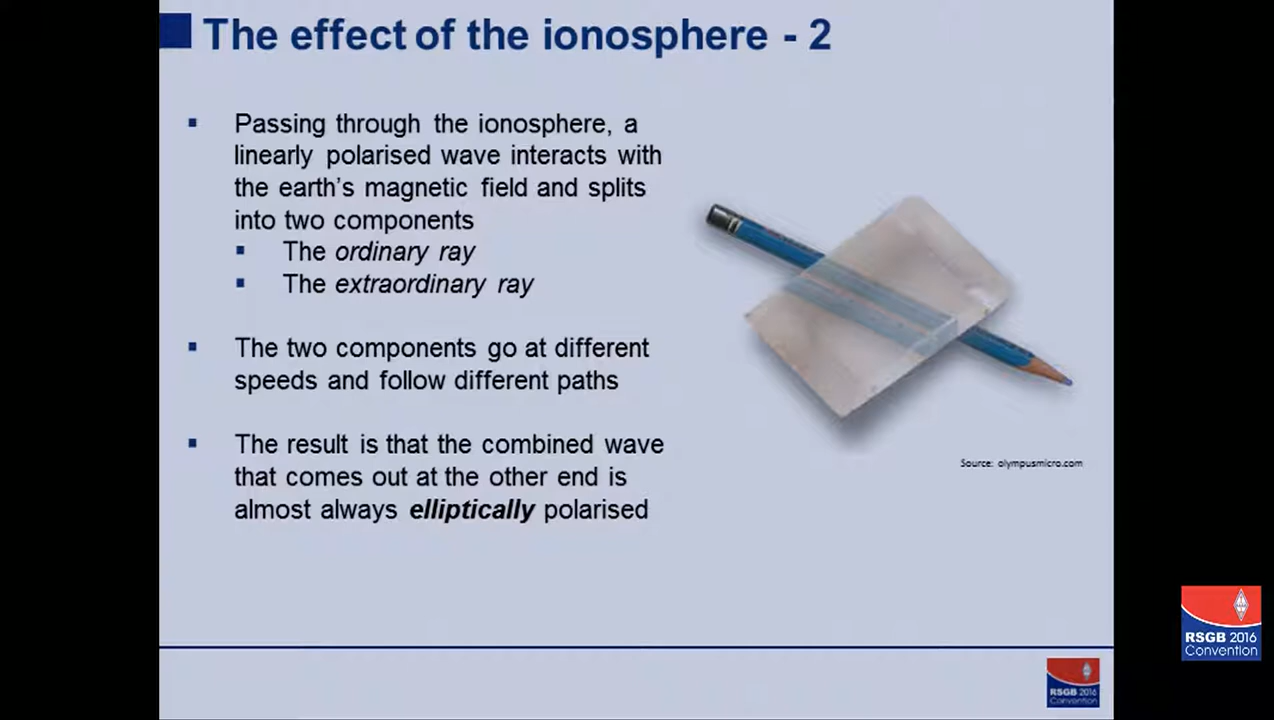 The effect of the ionosphere - 2
▪ Passing through the ionosphere, a
linearly polarised wave interacts with
the earth's magnetic field and splits
into two components
▪ The ordinary ray
▪ The extraordinary ray
▪ The two components go at different
speeds and follow different paths
▪ The result is that the combined wave
that comes out at the other end is
almost always elliptically polarised
Source: olympusmicro.com
RSGB 2016
Convention
RSGB 2016
Convention